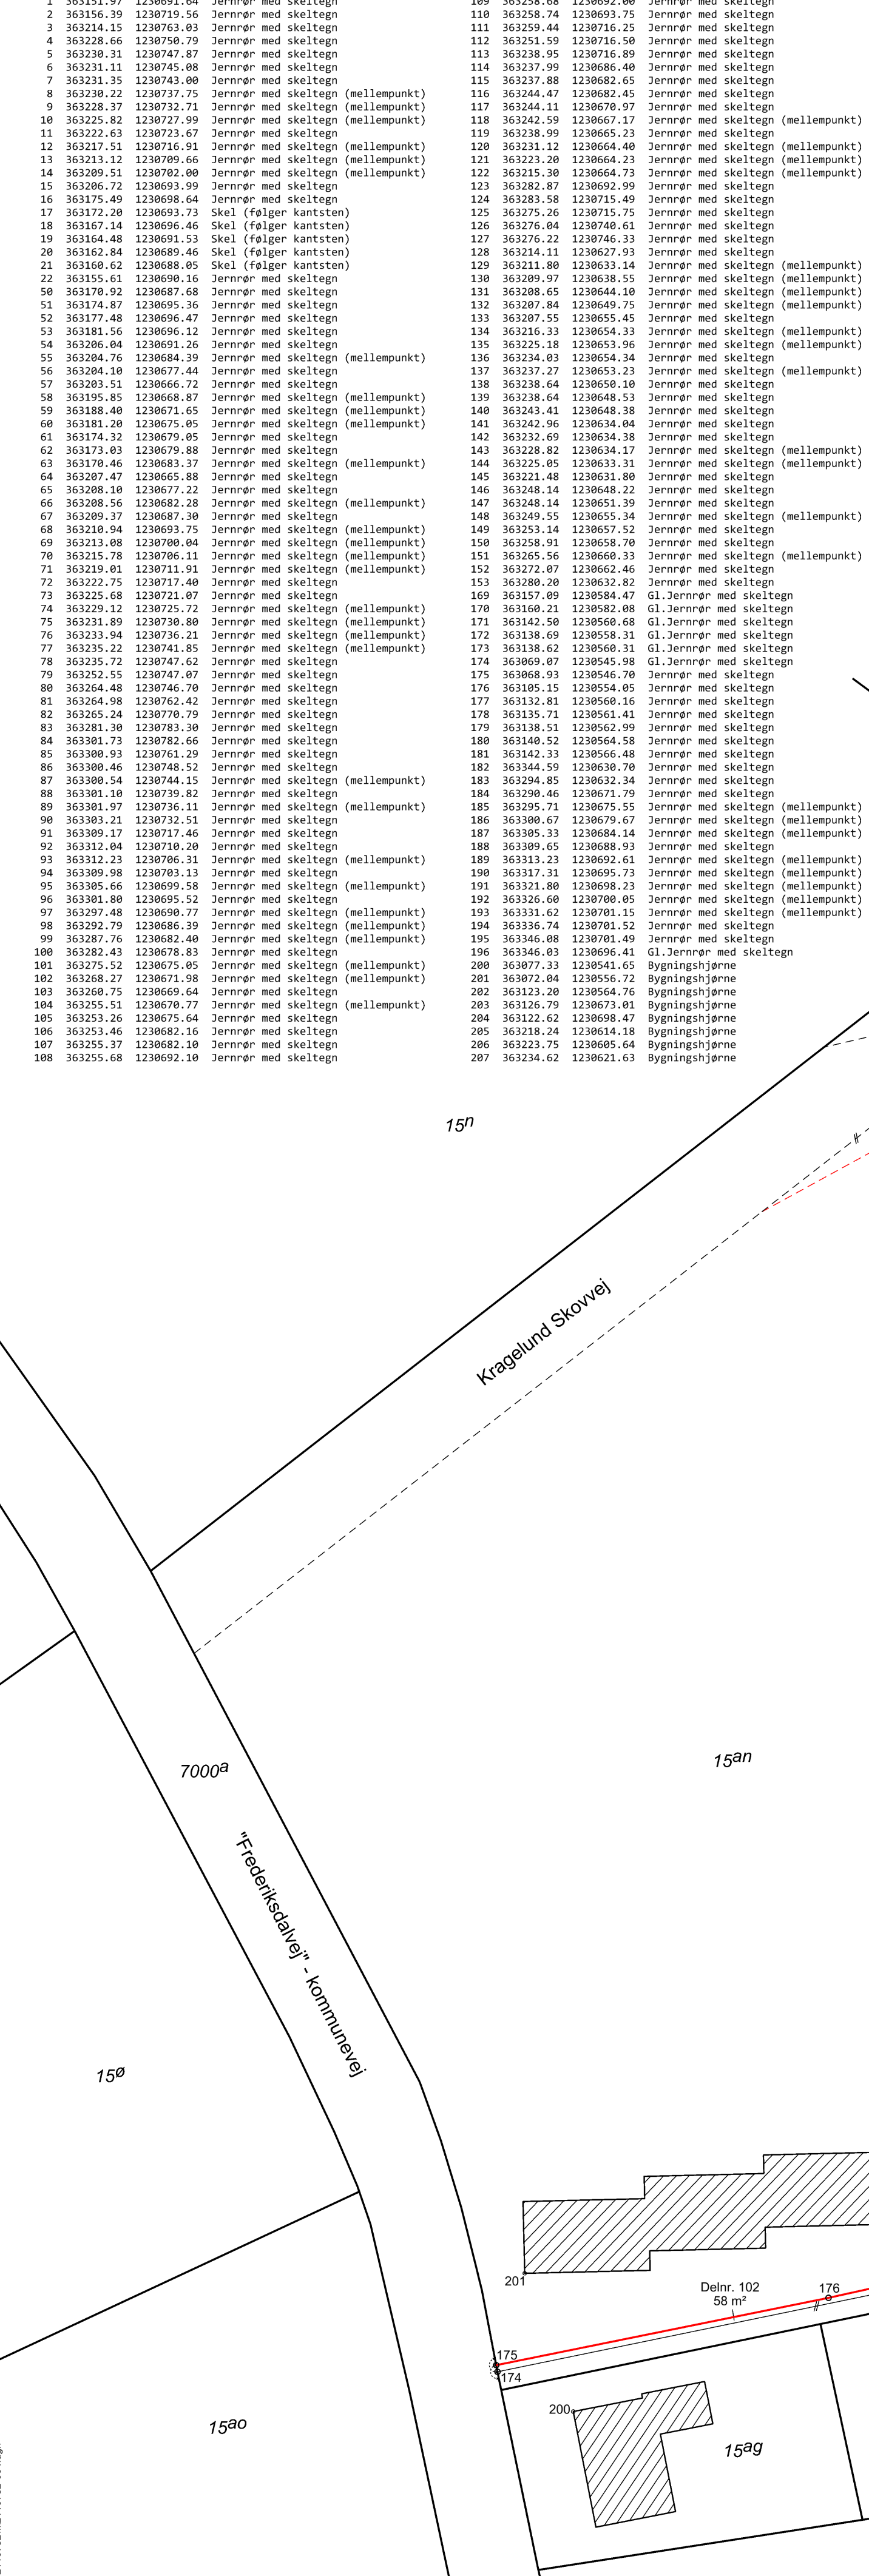 1 363151.97 1230691.64 Jernrør med skeltegn
2 363156.39 1230719.56 Jernrør med skeltegn
3 363214.15 1230763.03 Jernrør med skeltegn
4 363228.66 1230750.79 Jernrør med skeltegn
5 363230.31 1230747.87 Jernrør med skeltegn
6 363231.11 1230745.08 Jernrør med skeltegn
7 363231.35 1230743.00 Jernrør med skeltegn
8 363230.22 1230737.75 Jernrør med skeltegn (mellempunkt)
9 363228.37 1230732.71 Jernrør med skeltegn (mellempunkt)
10 363225.82 1230727.99 Jernrør med skeltegn (mellempunkt)
11 363222.63 1230723.67 Jernrør med skeltegn
12 363217.51 1230716.91 Jernrør med skeltegn (mellempunkt)
13 363213.12 1230709.66 Jernrør med skeltegn (mellempunkt)
14 363209.51 1230702.00 Jernrør med skeltegn (mellempunkt)
15 363206.72 1230693.99 Jernrør med skeltegn
16 363175.49 1230698.64 Jernrør med skeltegn
17 363172.20 1230693.73 Skel (følger kantsten)
18 363167.14 1230696.46 Skel (følger kantsten)
19 363164.48 1230691.53 Skel (følger kantsten)
20 363162.84 1230689.46 Skel (følger kantsten)
21 363160.62 1230688.05 Skel (følger kantsten)
22 363155.61 1230690.16 Jernrør med skeltegn
50 363170.92 1230687.68 Jernrør med skeltegn
51 363174.87 1230695.36 Jernrør med skeltegn
52 363177.48 1230696.47 Jernrør med skeltegn
53 363181.56 1230696.12 Jernrør med skeltegn
54 363206.04 1230691.26 Jernrør med skeltegn
55 363204.76 1230684.39 Jernrør med skeltegn (mellempunkt)
56 363204.10 1230677.44 Jernrør med skeltegn
57 363203.51 1230666.72 Jernrør med skeltegn
58 363195.85 1230668.87 Jernrør med skeltegn (mellempunkt)
59 363188.40 1230671.65 Jernrør med skeltegn (mellempunkt)
60 363181.20 1230675.05 Jernrør med skeltegn (mellempunkt)
61 363174.32 1230679.05 Jernrør med skeltegn
62 363173.03 1230679.88 Jernrør med skeltegn
63 363170.46 1230683.37 Jernrør med skeltegn (mellempunkt)
64 363207.47 1230665.88 Jernrør med skeltegn
65 363208.10 1230677.22 Jernrør med skeltegn
66 363208.56 1230682.28 Jernrør med skeltegn (mellempunkt)
67 363209.37 1230687.30 Jernrør med skeltegn
68 363210.94 1230693.75 Jernrør med skeltegn (mellempunkt)
69 363213.08 1230700.04 Jernrør med skeltegn (mellempunkt)
70 363215.78 1230706.11 Jernrør med skeltegn (mellempunkt)
71 363219.01 1230711.91 Jernrør med skeltegn (mellempunkt)
72 363222.75 1230717.40 Jernrør med skeltegn
73 363225.68 1230721.07 Jernrør med skeltegn
74 363229.12 1230725.72 Jernrør med skeltegn (mellempunkt)
75 363231.89 1230730.80 Jernrør med skeltegn (mellempunkt)
76 363233.94 1230736.21 Jernrør med skeltegn (mellempunkt)
77 363235.22 1230741.85 Jernrør med skeltegn (mellempunkt)
78 363235.72 1230747.62 Jernrør med skeltegn
79 363252.55 1230747.07 Jernrør med skeltegn
80 363264.48 1230746.70 Jernrør med skeltegn
81 363264.98 1230762.42 Jernrør med skeltegn
82 363265.24 1230770.79 Jernrør med skeltegn
83 363281.30 1230783.30 Jernrør med skeltegn
84 363301.73 1230782.66 Jernrør med skeltegn
85 363300.93 1230761.29 Jernrør med skeltegn
86 363300.46 1230748.52 Jernrør med skeltegn
87 363300.54 1230744.15 Jernrør med skeltegn (mellempunkt)
88 363301.10 1230739.82 Jernrør med skeltegn
89 363301.97 1230736.11 Jernrør med skeltegn (mellempunkt)
90 363303.21 1230732.51 Jernrør med skeltegn
91 363309.17 1230717.46 Jernrør med skeltegn
92 363312.04 1230710.20 Jernrør med skeltegn
93 363312.23 1230706.31 Jernrør med skeltegn (mellempunkt)
94 363309.98 1230703.13 Jernrør med skeltegn
95 363305.66 1230699.58 Jernrør med skeltegn (mellempunkt)
96 363301.80 1230695.52 Jernrør med skeltegn
97 363297.48 1230690.77 Jernrør med skeltegn (mellempunkt)
98 363292.79 1230686.39 Jernrør med skeltegn (mellempunkt)
99 363287.76 1230682.40 Jernrør med skeltegn (mellempunkt)
100 363282.43 1230678.83 Jernrør med skeltegn
101 363275.52 1230675.06 Jernrør med skeltegn (mellempunkt)
102 363268.27 1230671.98 Jernrør med skeltegn (mellempunkt)
103 363260.75 1230669.64 Jernrør med skeltegn
104 363255.51 1230670.77 Jernrør med skeltegn (mellempunkt)
105 363253.26 1230675.64 Jernrør med skeltegn
106 363253.46 1230682.16 Jernrør med skeltegn
107 363255.37 1230682.10 Jernrør med skeltegn
108 363255.68 1230692.10 Jernrør med skeltegn
109 363258.68 1230692.00 Jernrør med skeltegn
110 363258.74 1230693.75 Jernrør med skeltegn
111 363259.44 1230716.25 Jernrør med skeltegn
112 363251.59 1230716.50 Jernrør med skeltegn
113 363238.95 1230716.89 Jernrør med skeltegn
114 363237.99 1230686.40 Jernrør med skeltegn
115 363237.88 1230682.65 Jernrør med skeltegn
116 363244.47 1230682.45 Jernrør med skeltegn
117 363244.11 1230670.97 Jernrør med skeltegn
118 363242.59 1230667.17 Jernrør med skeltegn (mellempunkt)
119 363238.99 1230665.23 Jernrør med skeltegn
120 363231.12 1230664.40 Jernrør med skeltegn (mellempunkt)
121 363223.20 1230664.23 Jernrør med skeltegn (mellempunkt)
122 363215.30 1230664.73 Jernrør med skeltegn (mellempunkt)
123 363282.87 1230692.99 Jernrør med skeltegn
124 363283.58 1230715.49 Jernrør med skeltegn
125 363276.25 1230715.75 Jernrør med skeltegn
126 363276.04 1230740.61 Jernrør med skeltegn
127 363276.22 1230746.33 Jernrør med skeltegn
128 363214.11 1230627.93 Jernrør med skeltegn
129 363211.80 1230633.14 Jernrør med skeltegn (mellempunkt)
130 363209.97 1230638.55 Jernrør med skeltegn (mellempunkt)
131 363208.65 1230644.10 Jernrør med skeltegn (mellempunkt)
132 363207.84 1230649.75 Jernrør med skeltegn (mellempunkt)
133 363207.55 1230655.45 Jernrør med skeltegn
134 363216.33 1230654.33 Jernrør med skeltegn (mellempunkt)
135 363225.18 1230653.96 Jernrør med skeltegn (mellempunkt)
136 363234.03 1230654.34 Jernrør med skeltegn
137 363237.27 1230653.23 Jernrør med skeltegn (mellempunkt)
138 363238.64 1230650.10 Jernrør med skeltegn
139 363238.64 1230648.53 Jernrør med skeltegn
140 363243.41 1230648.38 Jernrør med skeltegn
141 363242.96 1230634.04 Jernrør med skeltegn
142 363232.69 1230634.38 Jernrør med skeltegn
143 363228.82 1230634.17 Jernrør med skeltegn (mellempunkt)
144 363225.05 1230633.31 Jernrør med skeltegn (mellempunkt)
145 363221.48 1230631.80 Jernrør med skeltegn
146 363248.14 1230648.22 Jernrør med skeltegn
147 363248.14 1230651.39 Jernrør med skeltegn
148 363249.55 1230655.34 Jernrør med skeltegn (mellempunkt)
149 363253.14 1230657.52 Jernrør med skeltegn
150 363258.91 1230658.70 Jernrør med skeltegn
151 363265.56 1230660.33 Jernrør med skeltegn (mellempunkt)
152 363272.07 1230662.46 Jernrør med skeltegn
153 363280.20 1230632.82 Jernrør med skeltegn
169 363157.09 1230584.47 Gl.Jernrør med skeltegn
170 363160.21 1230582.08 Gl.Jernrør med skeltegn
171 363142.50 1230560.68 Gl.Jernrør med skeltegn
172 363138.69 1230558.31 Gl.Jernrør med skeltegn
173 363138.62 1230560.31 Gl.Jernrør med skeltegn
174 363069.07 1230545.98 Gl.Jernrør med skeltegn
175 363068.93 1230546.70 Jernrør med skeltegn
176 363105.15 1230554.05 Jernrør med skeltegn
177 363132.81 1230560.16 Jernrør med skeltegn
178 363135.71 1230561.41 Jernrør med skeltegn
179 363138.51 1230562.99 Jernrør med skeltegn
180 363140.52 1230564.58 Jernrør med skeltegn
181 363142.33 1230566.48 Jernrør med skeltegn
182 363344.59 1230630.70 Jernrør med skeltegn
183 363294.85 1230632.34 Jernrør med skeltegn
184 363290.46 1230671.79 Jernrør med skeltegn
185 363295.71 1230675.55 Jernrør med skeltegn (mellempunkt)
186 363300.67 1230679.67 Jernrør med skeltegn (mellempunkt)
187 363305.33 1230684.14 Jernrør med skeltegn (mellempunkt)
188 363309.65 1230688.93 Jernrør med skeltegn
189 363313.23 1230692.61 Jernrør med skeltegn (mellempunkt)
190 363317.31 1230695.73 Jernrør med skeltegn (mellempunkt)
191 363321.80 1230698.23 Jernrør med skeltegn (mellempunkt)
192 363326.60 1230700.05 Jernrør med skeltegn (mellempunkt)
193 363331.62 1230701.15 Jernrør med skeltegn (mellempunkt)
194 363336.74 1230701.52 Jernrør med skeltegn
195 363346.08 1230701.49 Jernrør med skeltegn
196 363346.03 1230696.41 Gl.Jernrør med skeltegn
200 363077.33 1230541.65 Bygningshjørne
201 363072.04 1230556.72 Bygningshjørne
202 363123.20 1230564.76 Bygningshjørne
203 363126.79 1230673.01 Bygningshjørne
204 363122.62 1230698.47 Bygningshjørne
205 363218.24 1230614.18 Bygningshjørne
206 363223.75 1230605.64 Bygningshjørne
207 363234.62 1230621.63 Bygningshjørne
15n
Kragelund Skovvej
15an
7000a
"Frederiksdalvej" - kommunevej
15ø
201
Delnr. 102
58 m²
176
175
174
200
15ao
15ag